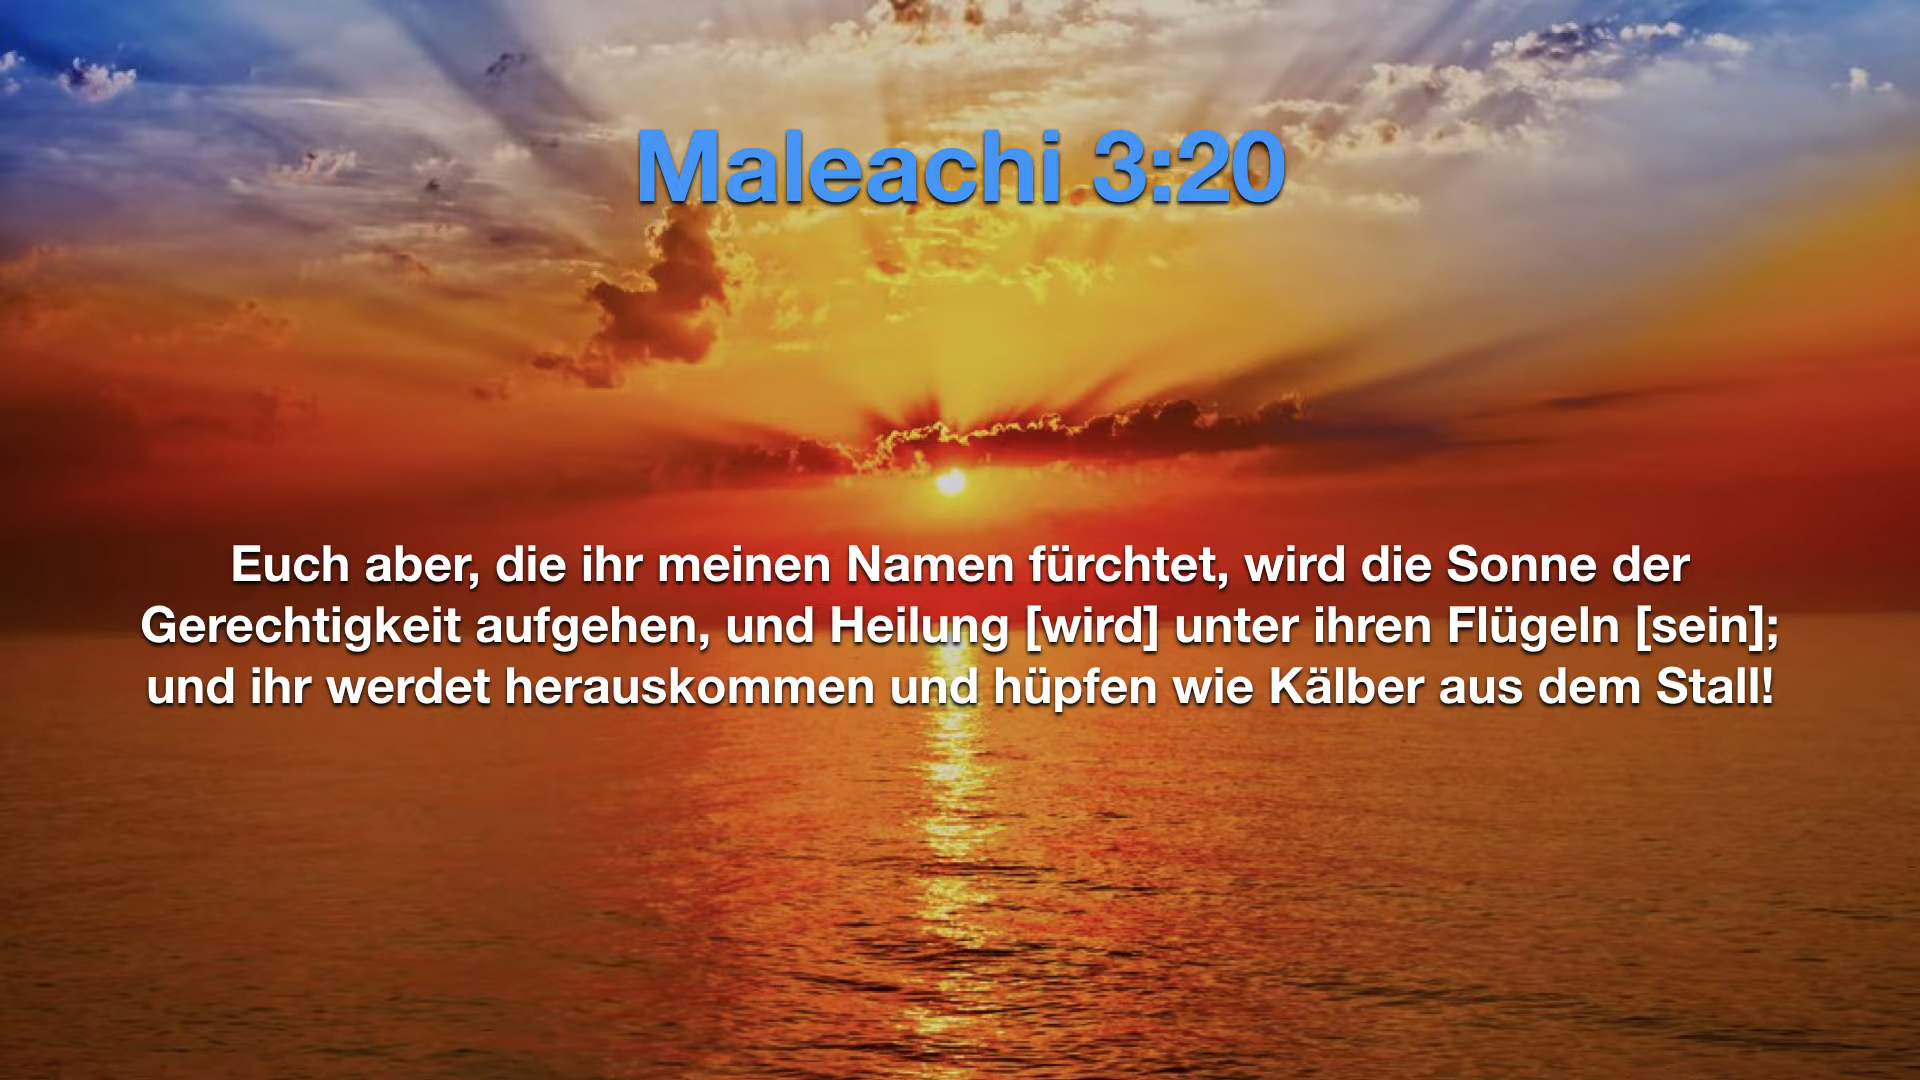 Maleachi 3:20
Euch aber, die ihr meinen Namen fürchtet, wird die Sonne der
Gerechtigkeit aufgehen, und Heilung [wird] unter ihren Flügeln [sein];
und ihr werdet herauskommen und hüpfen wie Kälber aus dem Stall!